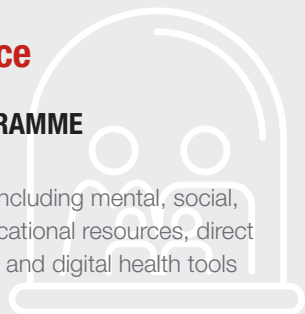 ce
RAMME
ncluding mental, social,
cational resources, direct
and digital health tools